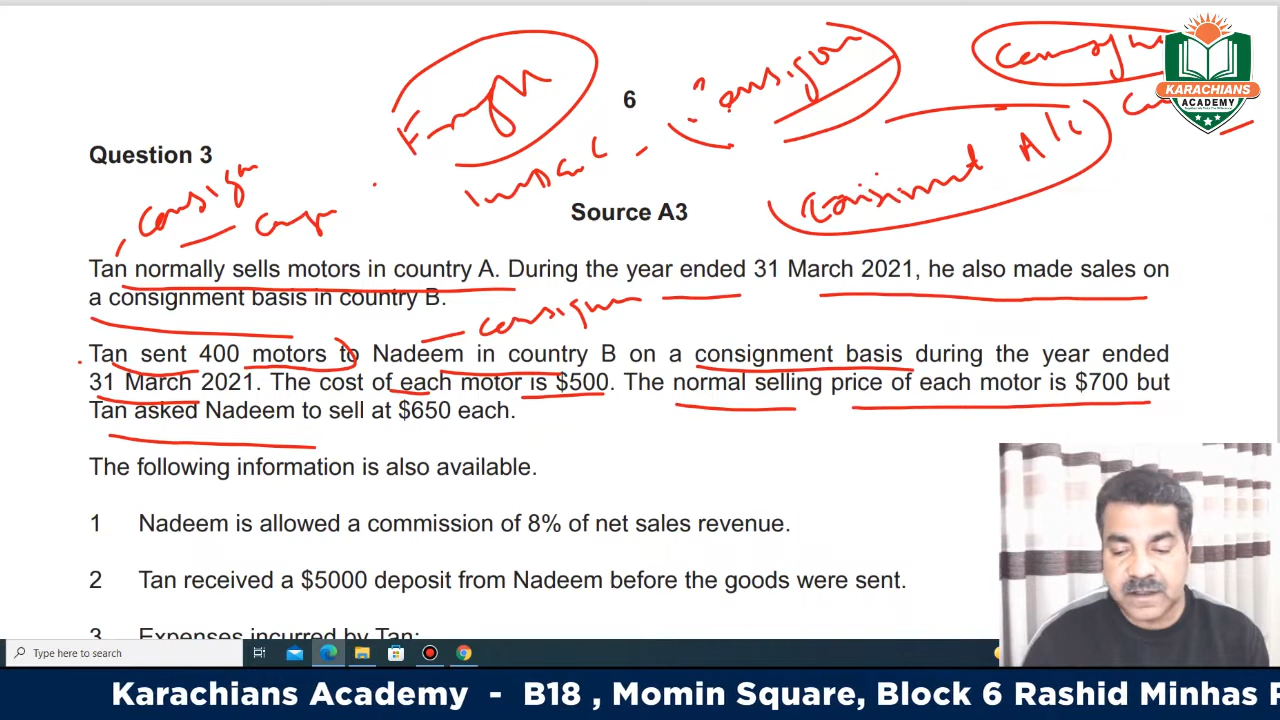 6
KARACHIANS
ACADEMY
Question 3
Source A3
Tan normally sells motors in country A. During the year ended 31 March 2021, he also made sales on
a consignment basis in country B.
Tan sent 400 motors to Nadeem in country B on a consignment basis during the year ended
31 March 2021. The cost of each motor is $500. The normal selling price of each motor is $700 but
Tan asked Nadeem to sell at $650 each.
The following information is also available.
1 Nadeem is allowed a commission of 8% of net sales revenue.
2 Tan received a $5000 deposit from Nadeem before the goods were sent.
3 Expenses incurred by Tan:
Type here to search
Karachians Academy - B18 , Momin Square, Block 6 Rashid Minhas